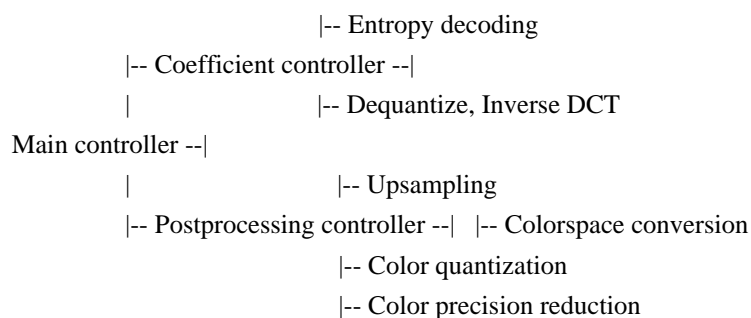 |-- Entropy decoding
|-- Coefficient controller --|
| |-- Dequantize, Inverse DCT
Main controller --|
| |-- Upsampling
|-- Postprocessing controller --| |-- Colorspace conversion
|-- Color quantization
|-- Color precision reduction